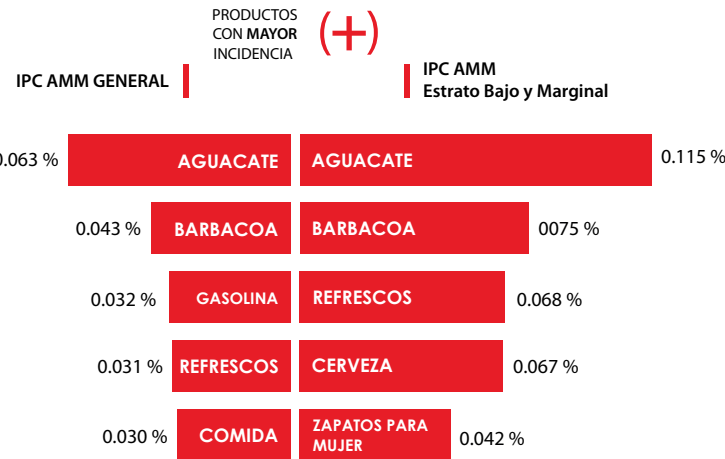 PRODUCTOS
CON MAYOR
INCIDENCIA
(+)
IPC AMM GENERAL
IPC AMM
Estrato Bajo y Marginal
0.063 % AGUACATE AGUACATE 0.115 %
0.043 % BARBACOA BARBACOA 0075 %
0.032 % GASOLINA REFRESCOS 0.068 %
0.031 % REFRESCOS CERVEZA 0.067 %
0.030 % COMIDA ZAPATOS PARA
MUJER 0.042 %